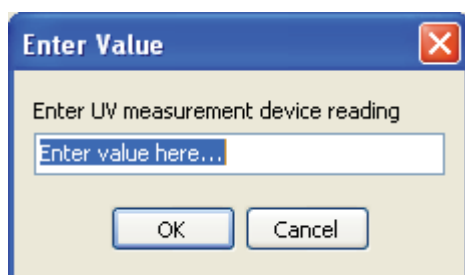 Enter Value
Enter UV measurement device reading
Enter value here...
OK Cancel